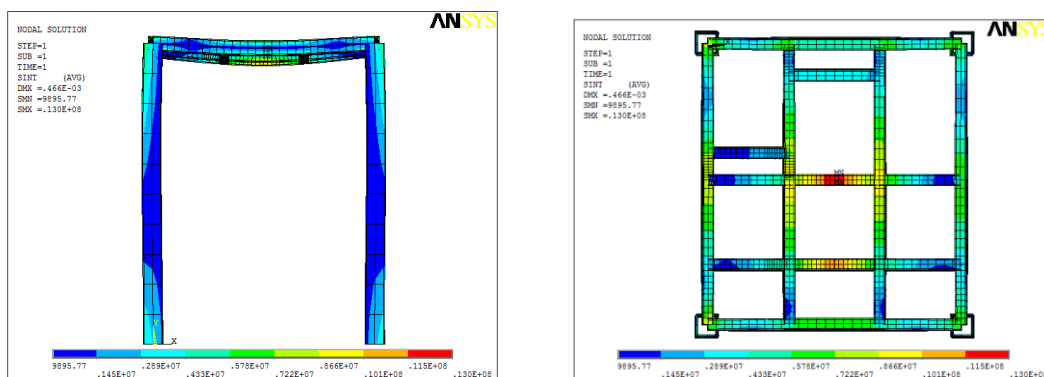 ANSYS
NODAL SOLUTION
STEP=1
SUB =1
TIME=1
SINT (AVG)
DMX =.466E-03
SMN =9895.77
SMX =.130E+08
X
9895.77 .289E+07 .578E+07 .866E+07 .115E+08
.145E+07 .433E+07 .722E+07 .101E+08 .130E+08
ANSYS
NODAL SOLUTION
STEP=1
SUB =1
TIME=1
SINT (AVG)
DMX =.466E-03
SMN =9895.77
SMX =.130E+08
9895.77 .289E+07 .578E+07 .866E+07 .115E+08
.145E+07 .433E+07 .722E+07 .101E+08 .130E+08